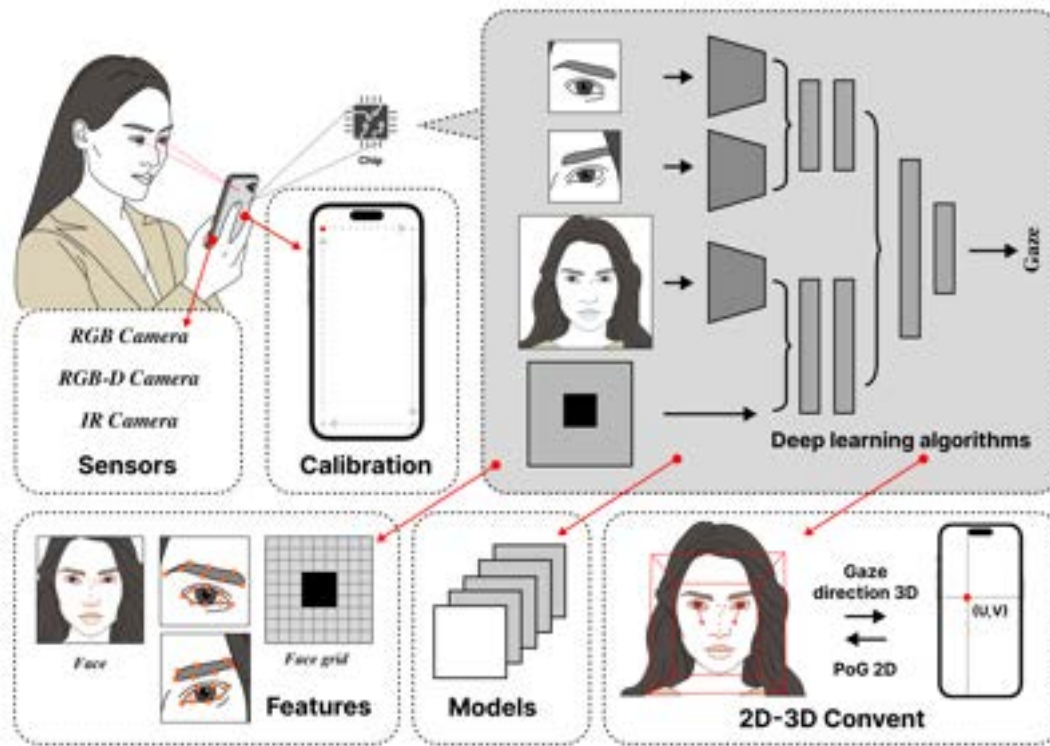 Chip
Gaze
RGB Camera
RGB-D Camera
IR Camera
Sensors
Calibration
Deep learning algorithms
Face
Face grid
Features
Models
Gaze
direction 3D
PoG 2D
(U,V)
2D-3D Convent